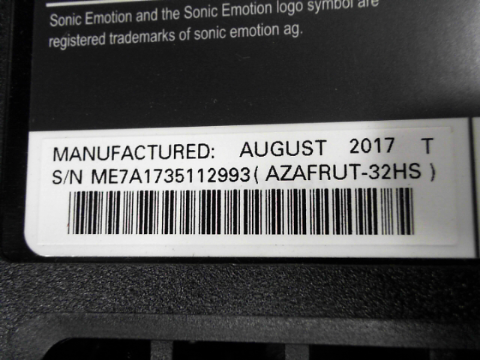 Sonic Emotion and the Sonic Emotion logo symbol are
registered trademarks of sonic emotion ag.
MANUFACTURED: AUGUST 2017 T
S/N ME7A1735112993( AZAFRUT-32HS )